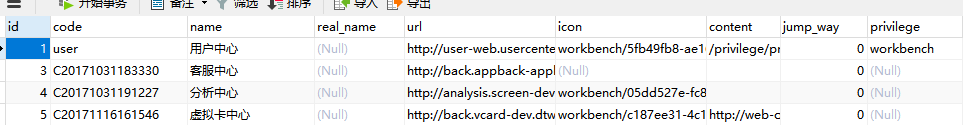 开始事务 备注 筛选 排序 导入 导出
id code name real_name url icon content jump_way privilege
1 user 用户中心 (Null) http://user-web.usercente workbench/5fb49fb8-ae1 /privilege/pr 0 workbench
3 C20171031183330 客服中心 (Null) http://back.appback-appl (Null) 0 (Null)
4 C20171031191227 分析中心 (Null) http://analysis.screen-dev workbench/05dd527e-fc8 0 (Null)
5 C20171116161546 虚拟卡中心 (Null) http://back.vcard-dev.dtw workbench/c187ee31-4c1 http://web-c 0 (Null)